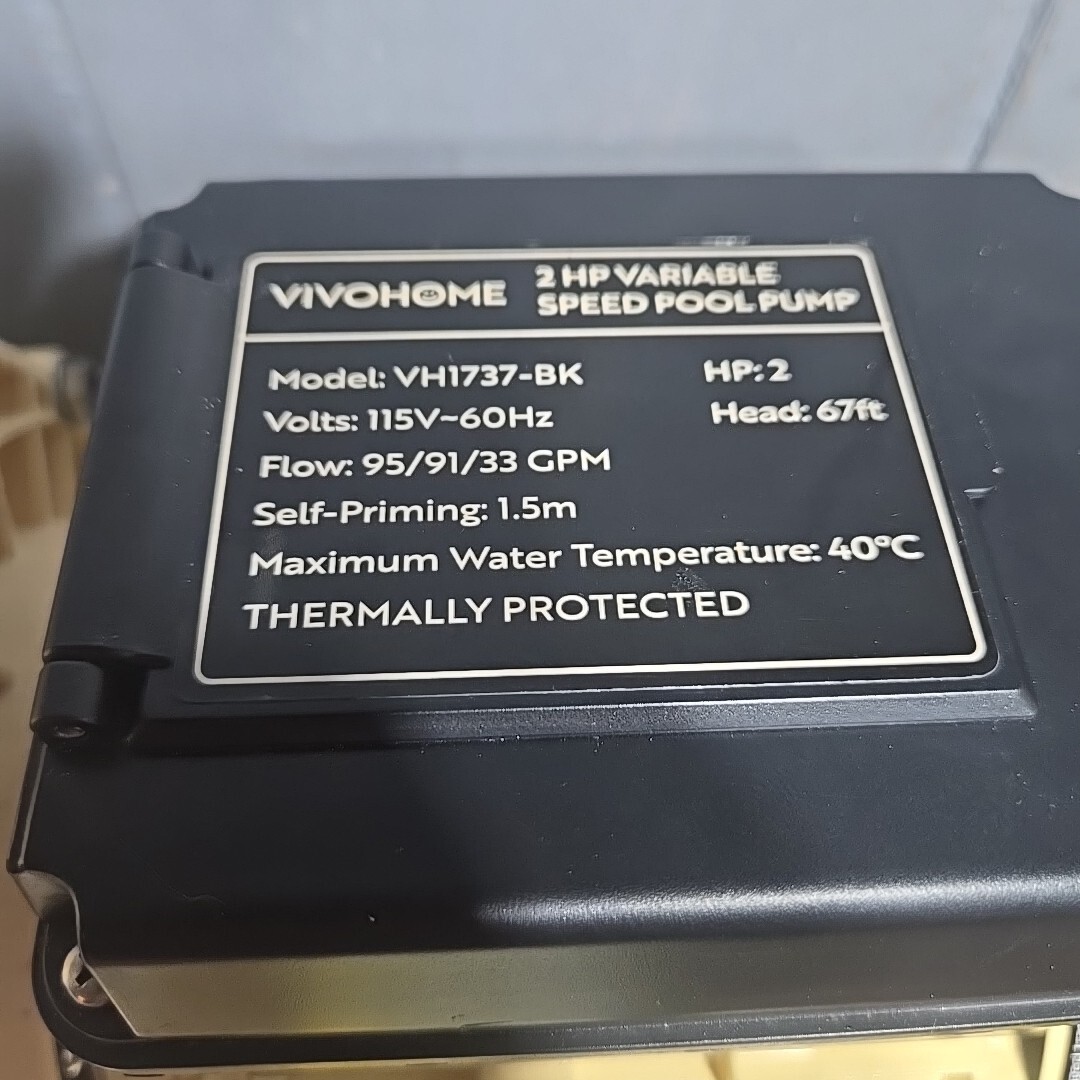 VIVOHOME
2 HP VARIABLE
SPEED POOL PUMP
Model: VH1737-BK
HP: 2
Volts: 115V~60Hz
Head: 67ft
Flow: 95/91/33 GPM
Self-Priming: 1.5m
Maximum Water Temperature: 40°C
THERMALLY PROTECTED